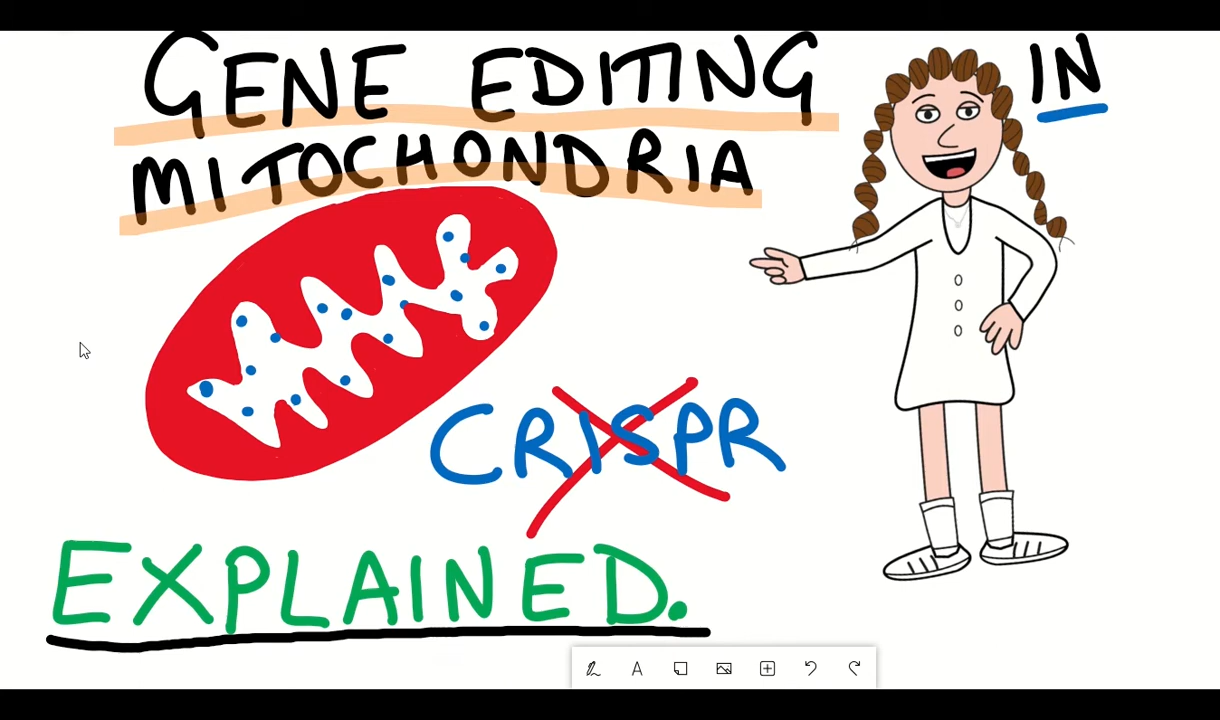 GENE EDITING IN
MITOCHONDRIA
CRISPR
EXPLAINED.
A